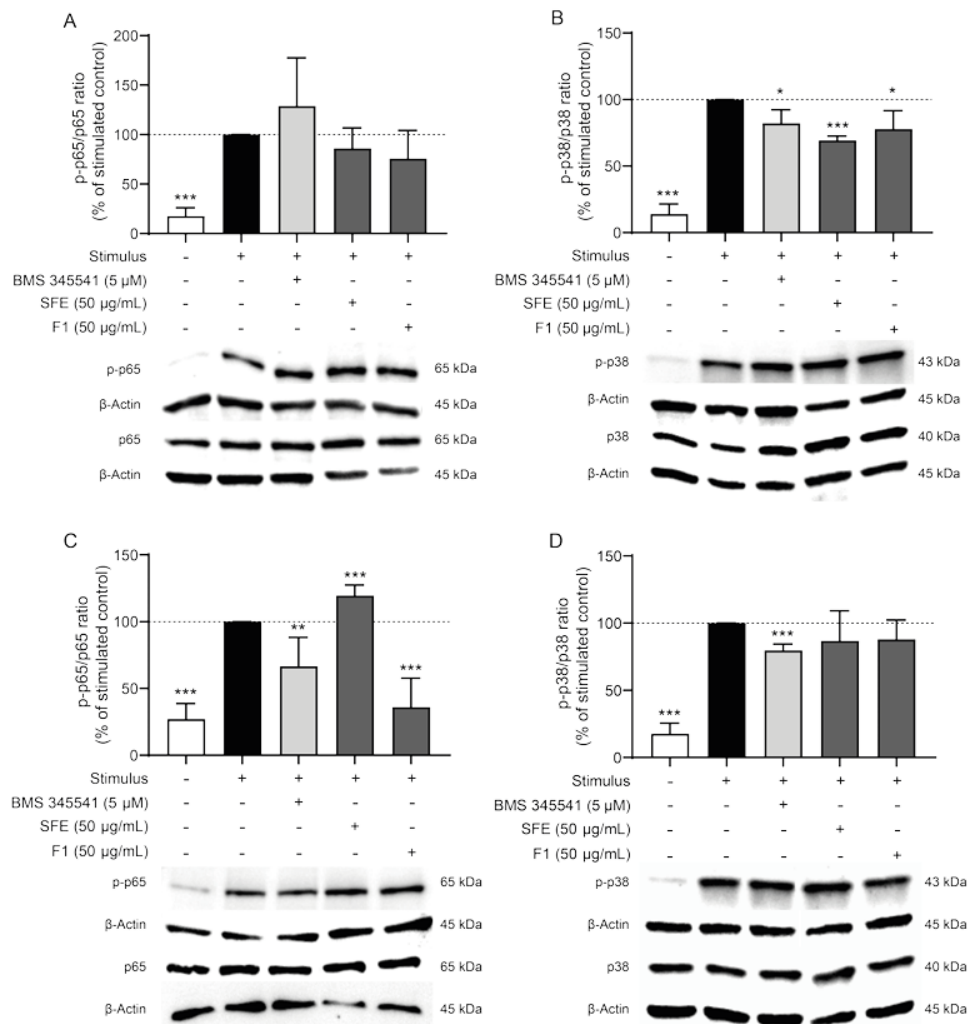 A
p-p65/p65 ratio
(% of stimulated control)
200
150
100
50
0
***
Stimulus - + + + +
BMS 345541 (5 µM) - - + - -
SFE (50 µg/mL) - - - + -
F1 (50 µg/mL) - - - - +
p-p65 65 kDa
β-Actin 45 kDa
p65 65 kDa
β-Actin 45 kDa
B
p-p38/p38 ratio
(% of stimulated control)
150
100
50
0
*** * *** *
Stimulus - + + + +
BMS 345541 (5 µM) - - + - -
SFE (50 µg/mL) - - - + -
F1 (50 µg/mL) - - - - +
p-p38 43 kDa
β-Actin 45 kDa
p38 40 kDa
β-Actin 45 kDa
C
p-p65/p65 ratio
(% of stimulated control)
150
100
50
0
*** ** *** ***
Stimulus - + + + +
BMS 345541 (5 µM) - - + - -
SFE (50 µg/mL) - - - + -
F1 (50 µg/mL) - - - - +
p-p65 65 kDa
β-Actin 45 kDa
p65 65 kDa
β-Actin 45 kDa
D
p-p38/p38 ratio
(% of stimulated control)
150
100
50
0
*** ***
Stimulus - + + + +
BMS 345541 (5 µM) - - + - -
SFE (50 µg/mL) - - - + -
F1 (50 µg/mL) - - - - +
p-p38 43 kDa
β-Actin 45 kDa
p38 40 kDa
β-Actin 45 kDa